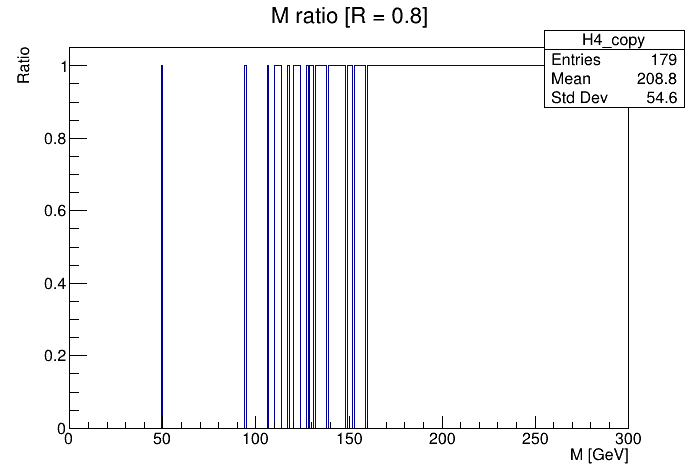 M ratio [R = 0.8]
H4_copy
Entries 179
Mean 208.8
Std Dev 54.6
Ratio
1
0.8
0.6
0.4
0.2
0
0 50 100 150 200 250 300
M [GeV]